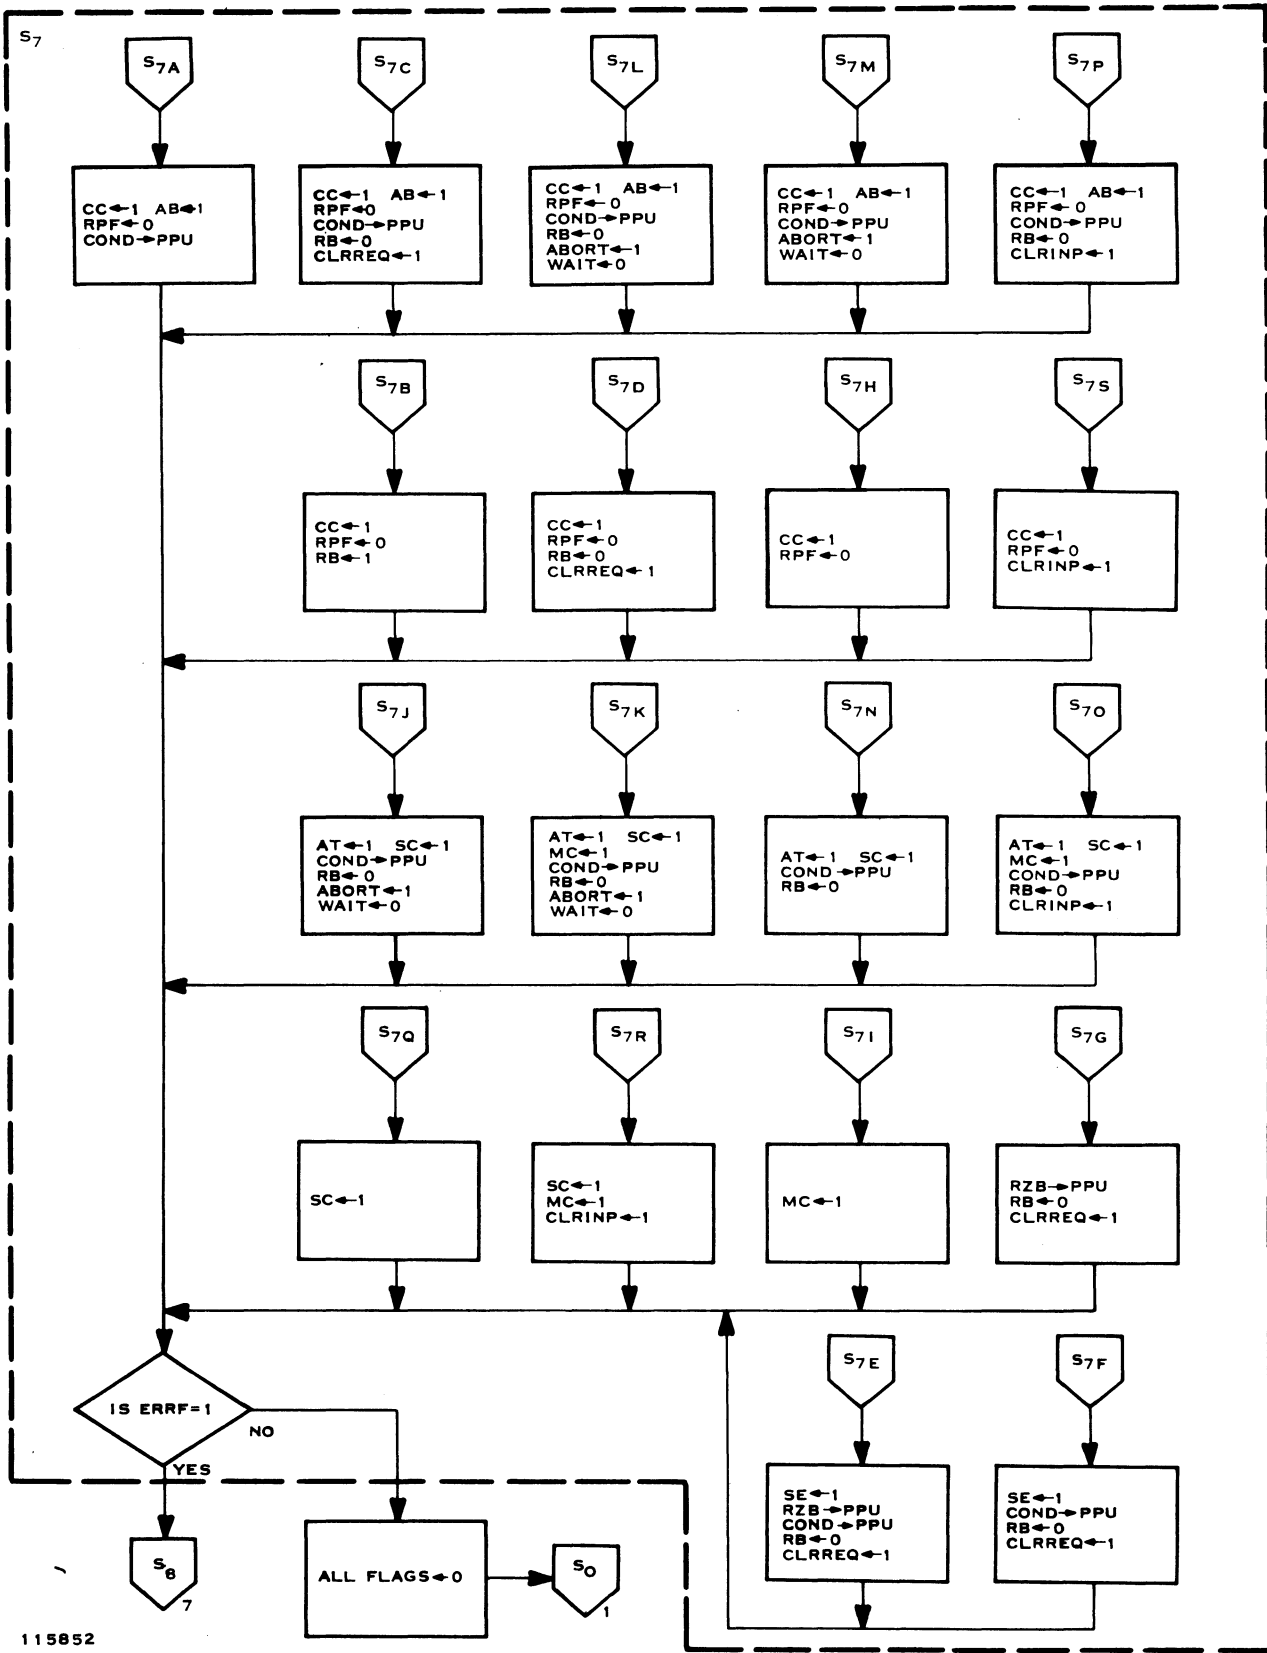 S7
S7A
S7C
S7L
S7M
S7P
CC←1 AB←1
RPF←0
COND→PPU
CC←1 AB←1
RPF←0
COND→PPU
RB←0
CLRREQ←1
CC←1 AB←1
RPF←0
COND→PPU
RB←0
ABORT←1
WAIT←0
CC←1 AB←1
RPF←0
COND→PPU
ABORT←1
WAIT←0
CC←1 AB←1
RPF←0
COND→PPU
RB←0
CLRINP←1
S7B
S7D
S7H
S7S
CC←1
RPF←0
RB←1
CC←1
RPF←0
RB←0
CLRREQ←1
CC←1
RPF←0
CC←1
RPF←0
CLRINP←1
S7J
S7K
S7N
S7O
AT←1 SC←1
COND→PPU
RB←0
ABORT←1
WAIT←0
AT←1 SC←1
MC←1
COND→PPU
RB←0
ABORT←1
WAIT←0
AT←1 SC←1
COND→PPU
RB←0
AT←1 SC←1
MC←1
COND→PPU
RB←0
CLRINP←1
S7Q
S7R
S7I
S7G
SC←1
SC←1
MC←1
CLRINP←1
MC←1
RZB→PPU
RB←0
CLRREQ←1
S7E
S7F
IS ERRF=1
NO
YES
SE←1
RZB→PPU
COND→PPU
RB←0
CLRREQ←1
SE←1
COND→PPU
RB←0
CLRREQ←1
S8
7
ALL FLAGS←0
S0
1
115852